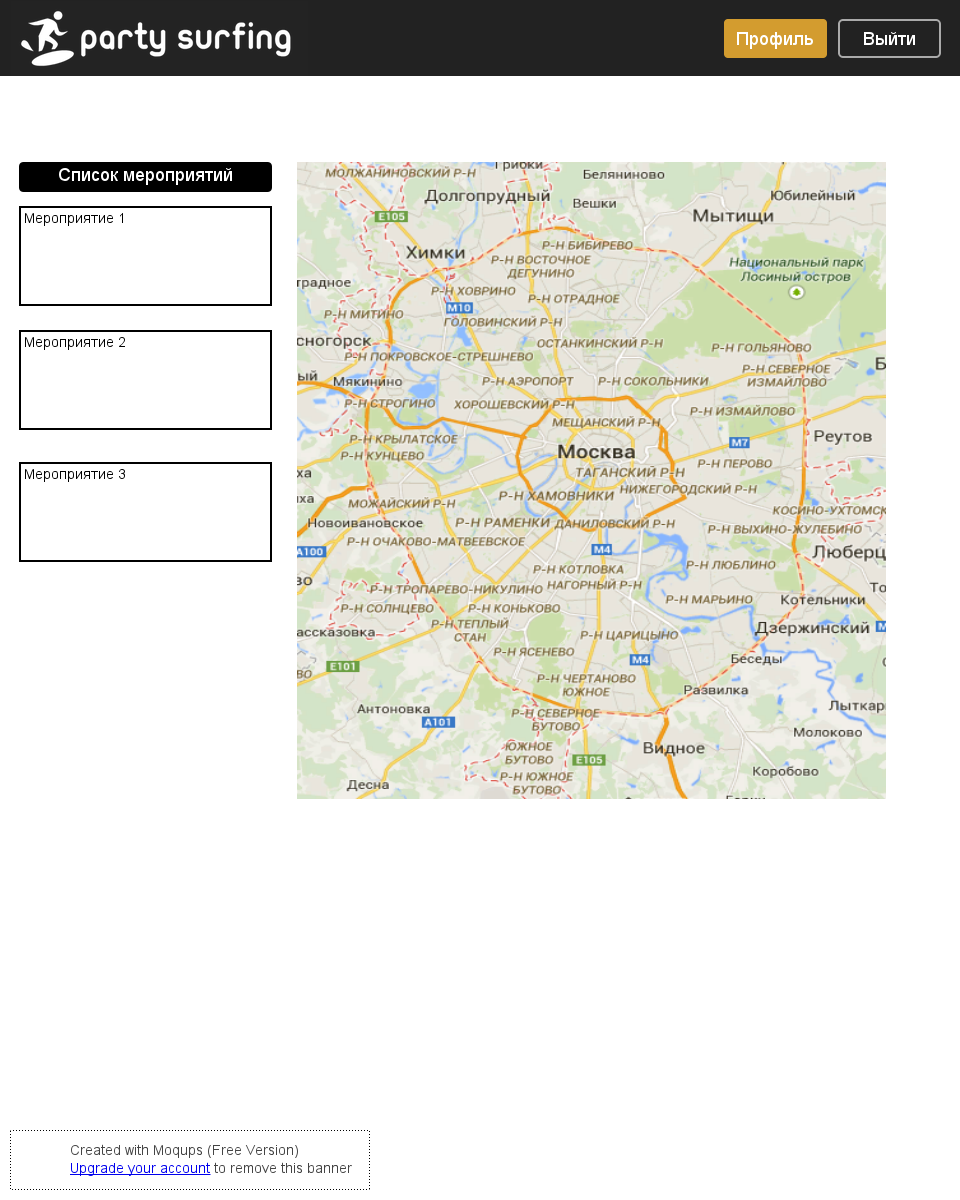 party surfing
Профиль
Выйти
Список мероприятий
Мероприятие 1
Мероприятие 2
Мероприятие 3
МОЛЖАНИНОВСКИЙ Р-Н
Грибки
Беляниново
Долгопрудный
Вешки
Юбилейный
Мытищи
E105
Химки
Р-Н БИБИРЕВО
Р-Н ВОСТОЧНОЕ
ДЕГУНИНО
Национальный парк
Лосиный остров
традное
Р-Н ХОВРИНО
Р-Н ОТРАДНОЕ
M10
Р-Н МИТИНО
ГОЛОВИНСКИЙ Р-Н
сногорск
ОСТАНКИНСКИЙ Р-Н
Р-Н ГОЛЬЯНОВО
Р-Н ПОКРОВСКОЕ-СТРЕШНЕВО
Б
ый
Мякинино
Р-Н АЭРОПОРТ
Р-Н СОКОЛЬНИКИ
Р-Н СЕВЕРНОЕ
ИЗМАЙЛОВО
Р-Н СТРОГИНО
ХОРОШЕВСКИЙ Р-Н
Р-Н ИЗМАЙЛОВО
МЕЩАНСКИЙ Р-Н
Р-Н КРЫЛАТСКОЕ
M7
Реутов
Р-Н КУНЦЕВО
Москва
Р-Н ПЕРОВО
ха
ТАГАНСКИЙ Р-Н
НИЖЕГОРОДСКИЙ Р-Н
иха
МОЖАЙСКИЙ Р-Н
Р-Н ХАМОВНИКИ
КОСИНО-УХТОМСК
Новоивановское
Р-Н РАМЕНКИ
ДАНИЛОВСКИЙ Р-Н
Р-Н ВЫХИНО-ЖУЛЕБИНО
Р-Н ОЧАКОВО-МАТВЕЕВСКОЕ
A100
M4
Люберц
Р-Н КОТЛОВКА
Р-Н ЛЮБЛИНО
во
Р-Н ТРОПАРЕВО-НИКУЛИНО
НАГОРНЫЙ Р-Н
То
Р-Н СОЛНЦЕВО
Р-Н КОНЬКОВО
Р-Н МАРЬИНО
Котельники
ассказовка
Р-Н ТЕПЛЫЙ
СТАН
Р-Н ЦАРИЦЫНО
Дзержинский
М
Р-Н ЯСЕНЕВО
M4
Беседы
E101
ВО
Р-Н ЧЕРТАНОВО
ЮЖНОЕ
Развилка
Антоновка
A101
Р-Н СЕВЕРНОЕ
БУТОВО
Лыткар
Молоково
ЮЖНОЕ
БУТОВО
Видное
E105
Р-Н ЮЖНОЕ
БУТОВО
Коробово
Десна
Created with Moqups (Free Version)
Upgrade your account to remove this banner